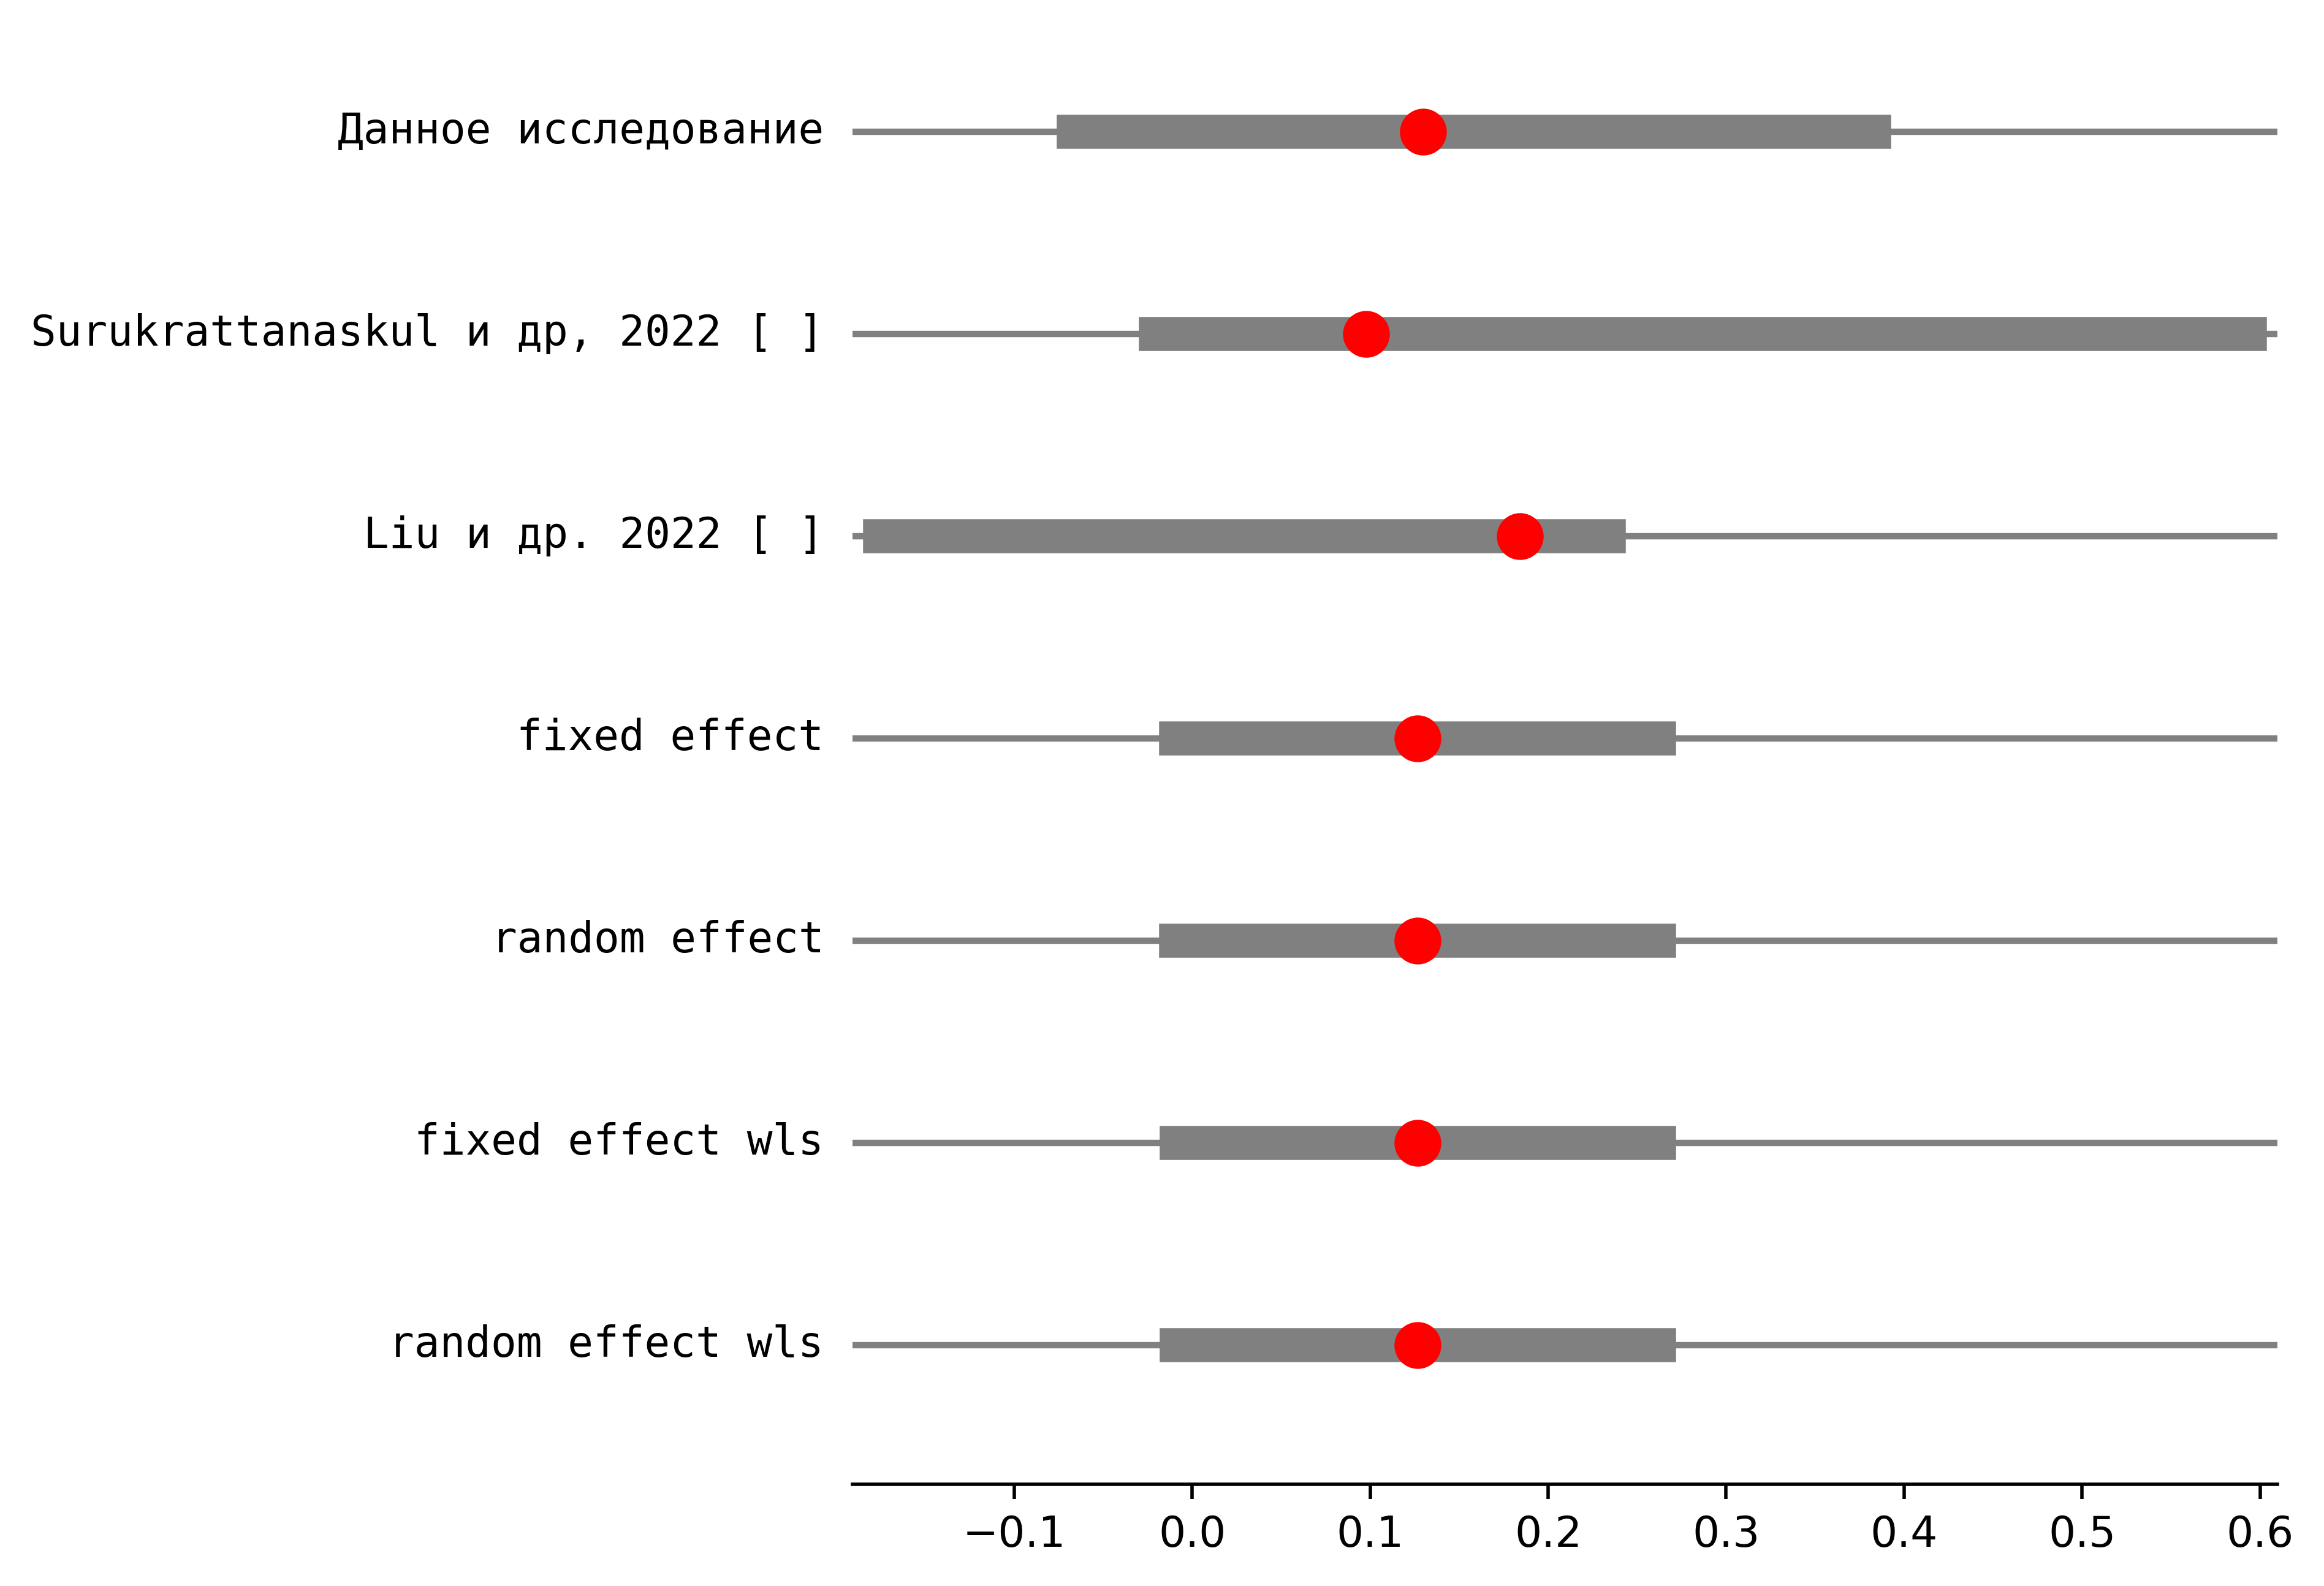 Данное исследование
Surukrattanaskul и др, 2022 [ ]
Liu и др. 2022 [ ]
fixed effect
random effect
fixed effect wls
random effect wls
−0.1 0.0 0.1 0.2 0.3 0.4 0.5 0.6